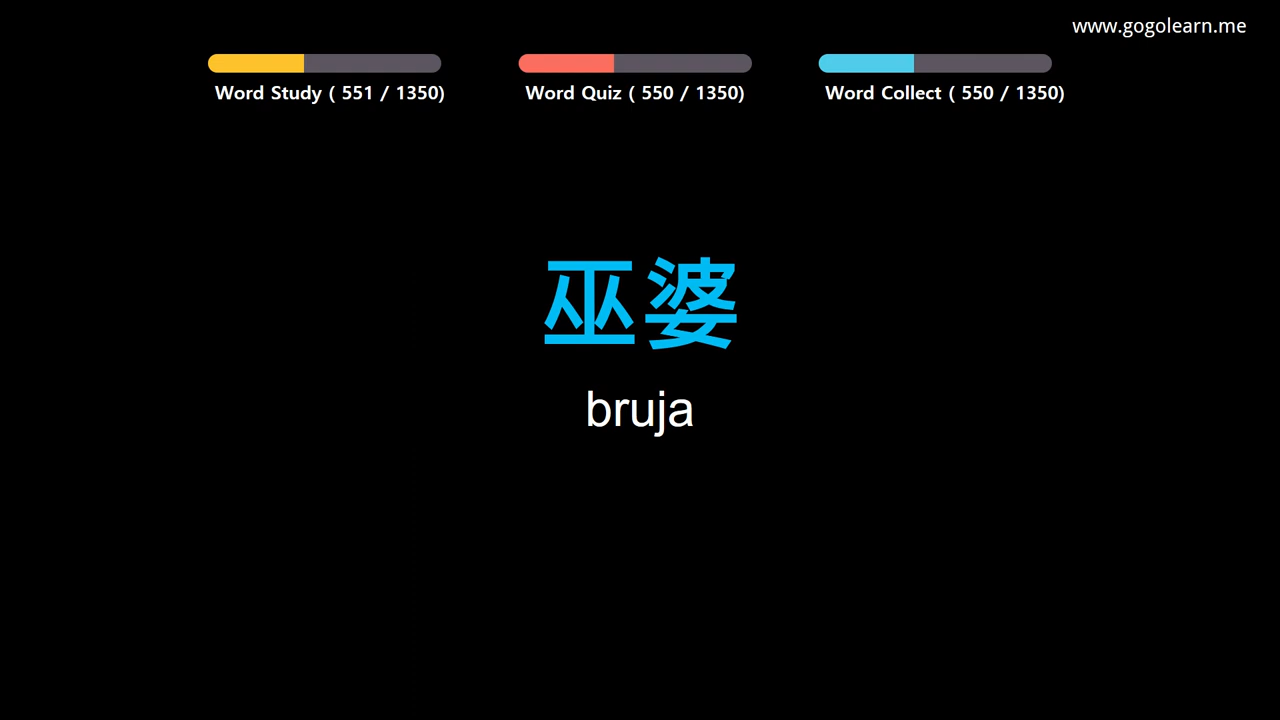 www.gogolearn.me
Word Study ( 551 / 1350)
Word Quiz ( 550 / 1350)
Word Collect ( 550 / 1350)
巫婆
bruja